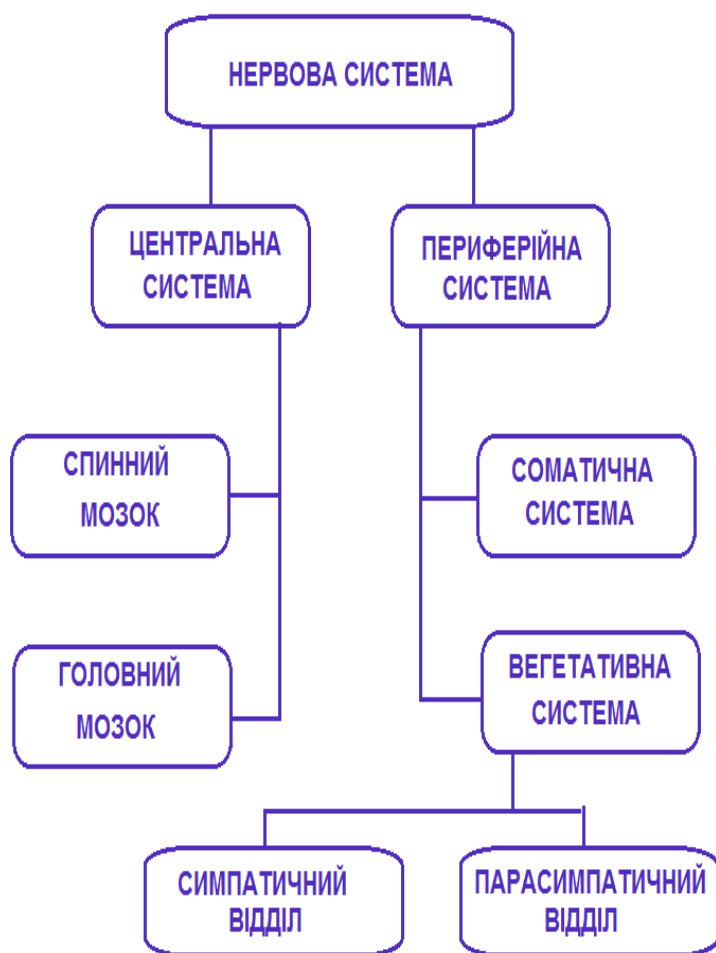 НЕРВОВА СИСТЕМА
ЦЕНТРАЛЬНА
СИСТЕМА
ПЕРИФЕРІЙНА
СИСТЕМА
СПИННИЙ
МОЗОК
СОМАТИЧНА
СИСТЕМА
ГОЛОВНИЙ
МОЗОК
ВЕГЕТАТИВНА
СИСТЕМА
СИМПАТИЧНИЙ
ВІДДІЛ
ПАРАСИМПАТИЧНИЙ
ВІДДІЛ